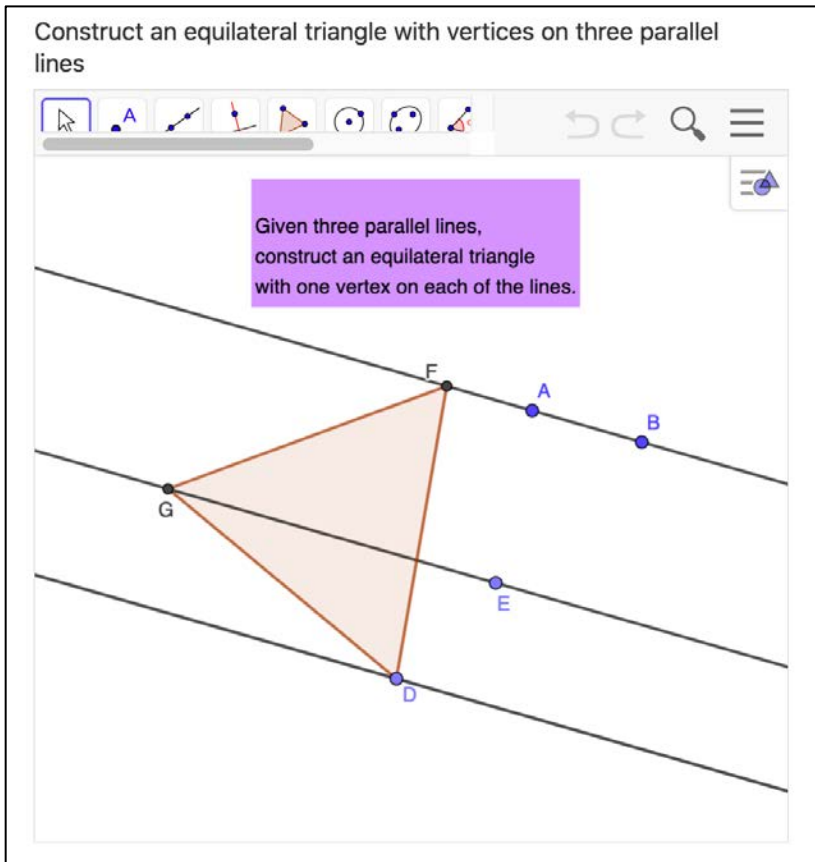 Construct an equilateral triangle with vertices on three parallel
lines
A
Given three parallel lines,
construct an equilateral triangle
with one vertex on each of the lines.
F
A
B
G
E
D